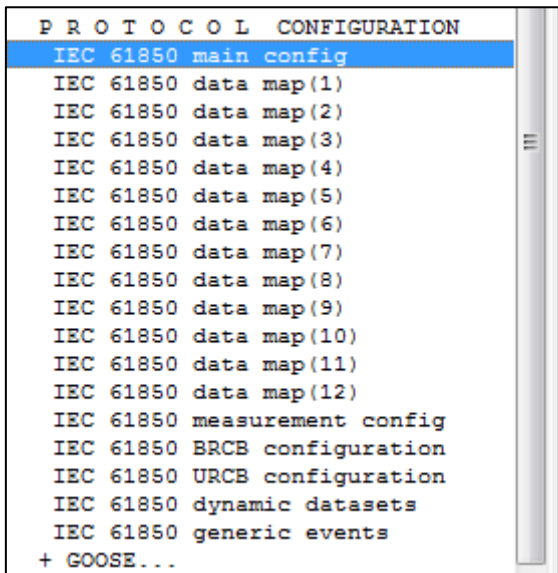 P R O T O C O L  CONFIGURATION
IEC 61850 main config
IEC 61850 data map(1)
IEC 61850 data map(2)
IEC 61850 data map(3)
IEC 61850 data map(4)
IEC 61850 data map(5)
IEC 61850 data map(6)
IEC 61850 data map(7)
IEC 61850 data map(8)
IEC 61850 data map(9)
IEC 61850 data map(10)
IEC 61850 data map(11)
IEC 61850 data map(12)
IEC 61850 measurement config
IEC 61850 BRCB configuration
IEC 61850 URCB configuration
IEC 61850 dynamic datasets
IEC 61850 generic events
+ GOOSE...